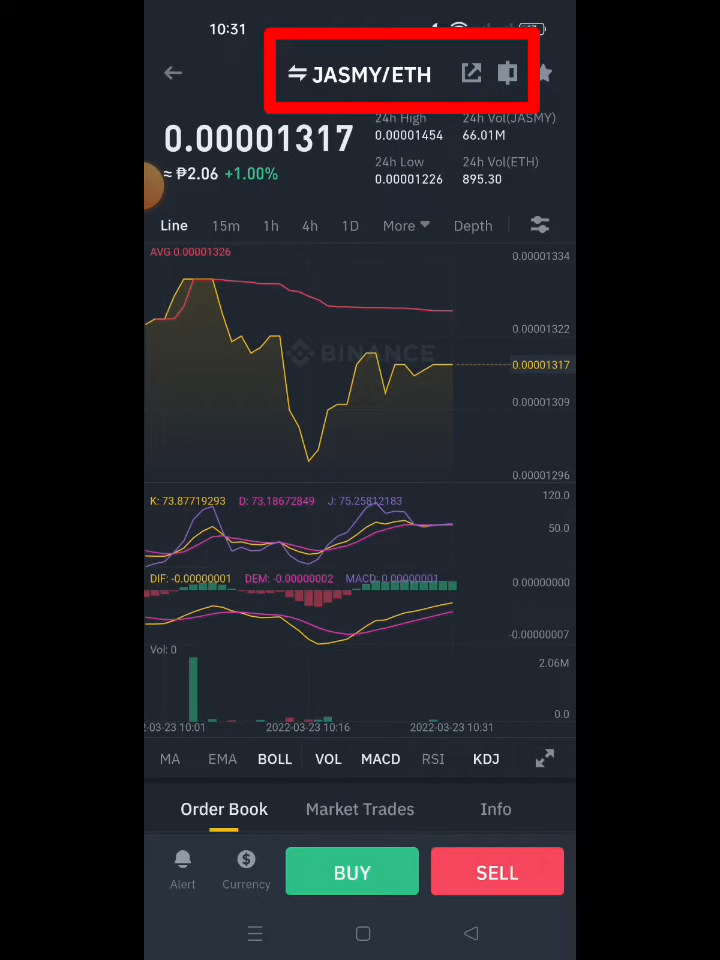 10:31
JASMY/ETH
0.00001317
≈ ₱2.06 +1.00%
24h High
0.00001454
24h Vol(JASMY)
66.01M
24h Low
0.00001226
24h Vol(ETH)
895.30
Line 15m 1h 4h 1D More Depth
AVG 0.00001326
0.00001334
0.00001322
BINANCE
0.00001317
0.00001309
0.00001296
K: 73.87719293 D: 73.18672849 J: 75.25812183
120.0
50.0
DIF: -0.00000001 DEM: -0.00000002 MACD: 0.00000001
0.00000000
-0.00000007
Vol: 0
2.06M
0.0
2-03-23 10:01 2022-03-23 10:16 2022-03-23 10:31
MA EMA BOLL VOL MACD RSI KDJ
Order Book Market Trades Info
Alert Currency BUY SELL